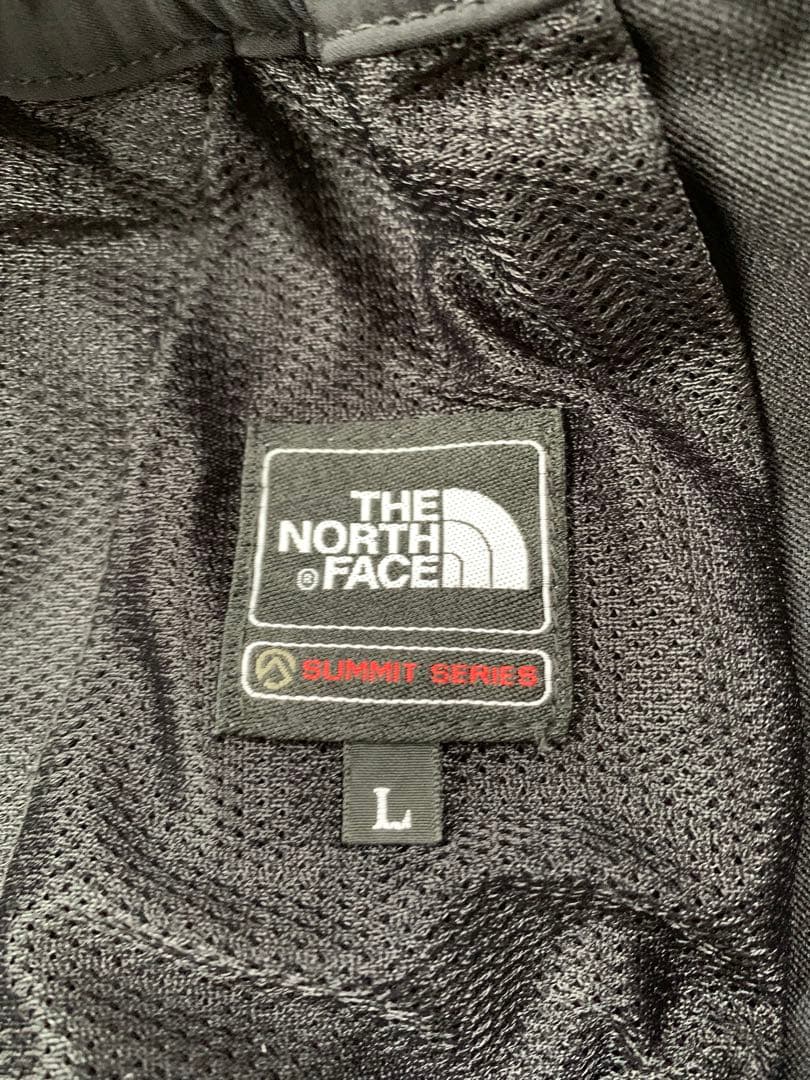 THE
NORTH
® FACE
SUMMIT SERIES
L